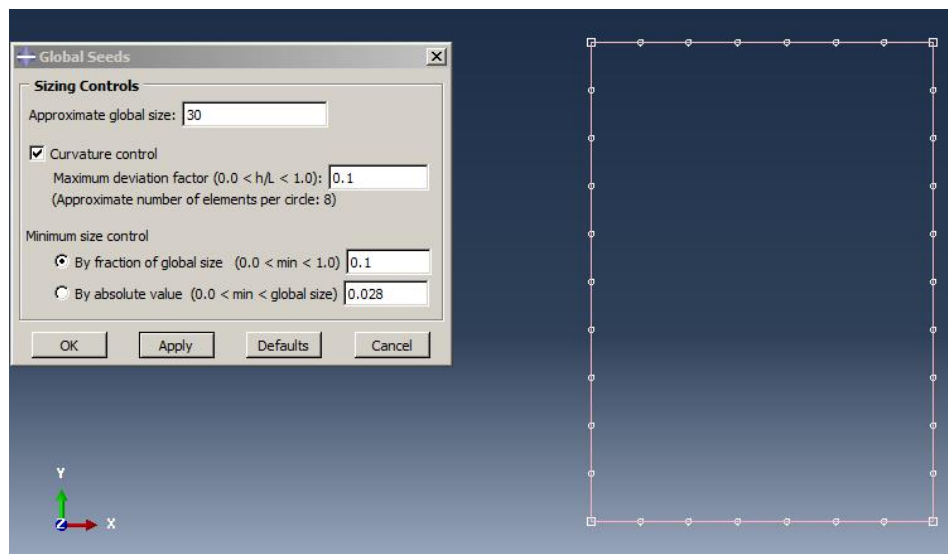 Global Seeds
Sizing Controls
Approximate global size: 30
Curvature control
Maximum deviation factor (0.0 < h/L < 1.0): 0.1
(Approximate number of elements per circle: 8)
Minimum size control
By fraction of global size (0.0 < min < 1.0) 0.1
By absolute value (0.0 < min < global size) 0.028
OK Apply Defaults Cancel
Y
Z X